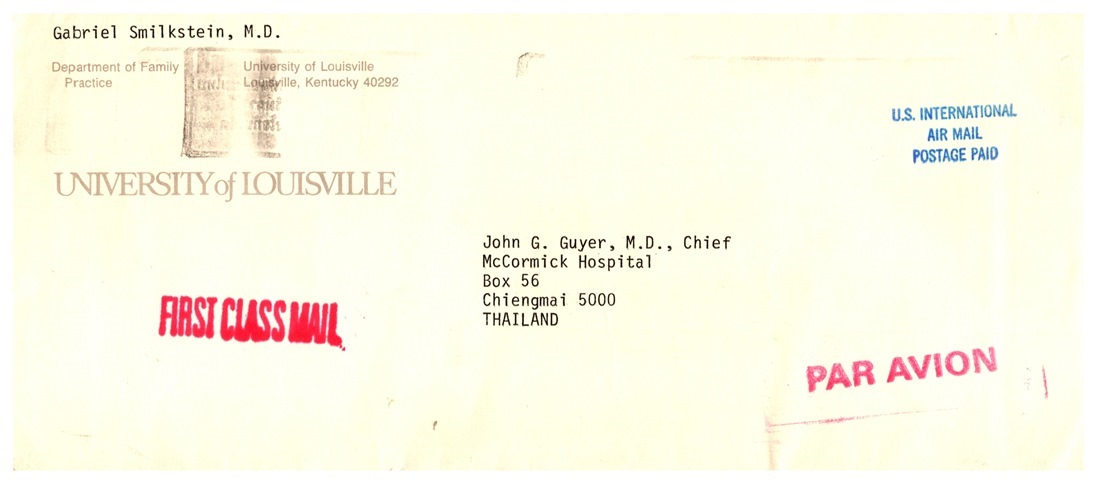 Gabriel Smilkstein, M.D.
Department of Family
Practice
University of Louisville
Louisville, Kentucky 40292
UNIVERSITY of LOUISVILLE
U.S. INTERNATIONAL
AIR MAIL
POSTAGE PAID
John G. Guyer, M.D., Chief
McCormick Hospital
Box 56
Chiengmai 5000
THAILAND
FIRST CLASS MAIL
PAR AVION